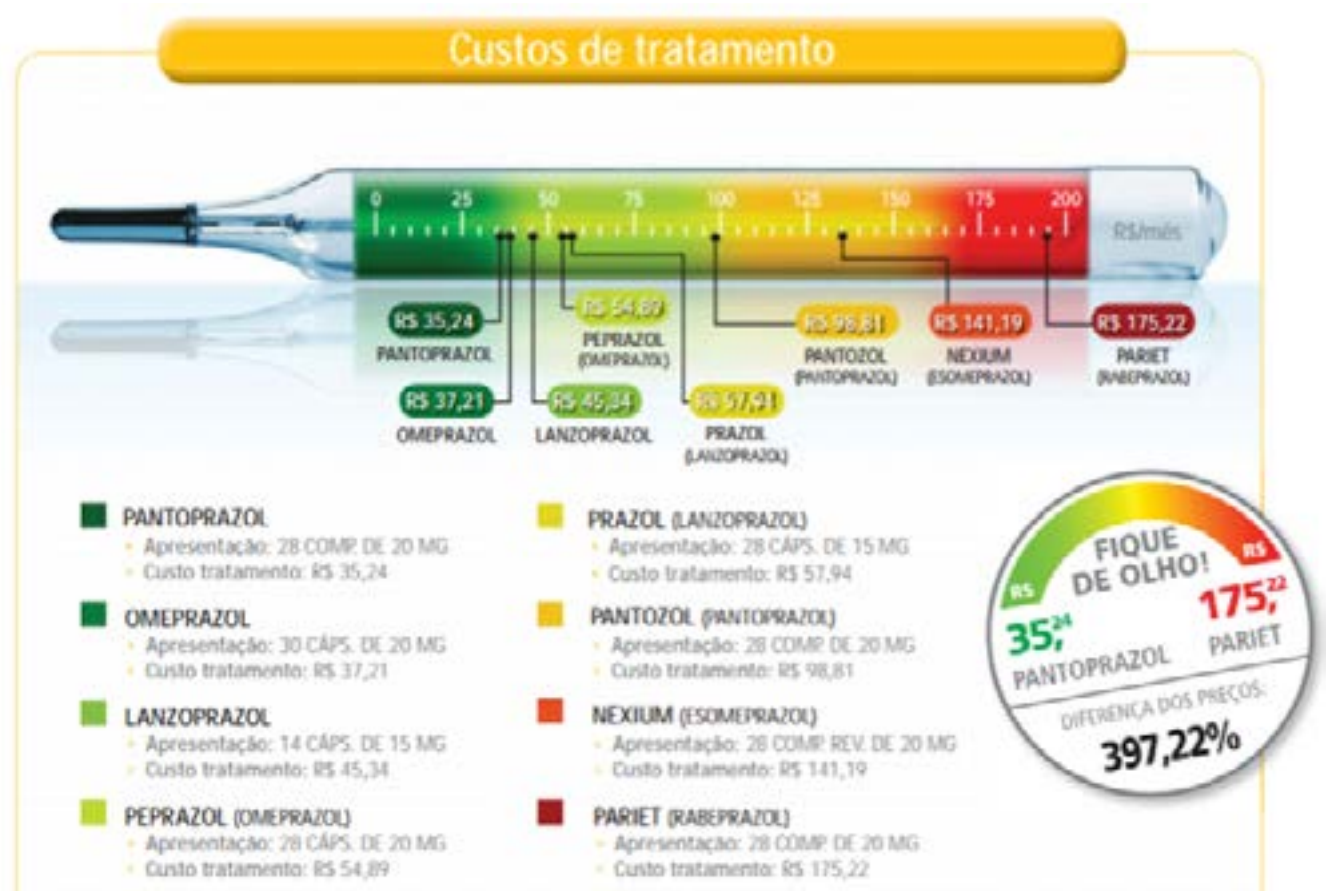 Custos de tratamento
0 25 50 75 100 125 150 175 200
R$/mês
R$ 35,24
PANTOPRAZOL
R$ 54,89
PEPRAZOL
(OMEPRAZOL)
R$ 98,81
PANTOZOL
(PANTOPRAZOL)
R$ 141,19
NEXIUM
(ESOMEPRAZOL)
R$ 175,22
PARIET
(RABEPRAZOL)
R$ 37,21
OMEPRAZOL
R$ 45,34
LANZOPRAZOL
R$ 57,94
PRAZOL
(LANZOPRAZOL)
PANTOPRAZOL
• Apresentação: 28 COMP. DE 20 MG
• Custo tratamento: R$ 35,24
OMEPRAZOL
• Apresentação: 30 CÁPS. DE 20 MG
• Custo tratamento: R$ 37,21
LANZOPRAZOL
• Apresentação: 14 CÁPS. DE 15 MG
• Custo tratamento: R$ 45,34
PEPRAZOL (OMEPRAZOL)
• Apresentação: 28 CÁPS. DE 20 MG
• Custo tratamento: R$ 54,89
PRAZOL (LANZOPRAZOL)
• Apresentação: 28 CÁPS. DE 15 MG
• Custo tratamento: R$ 57,94
PANTOZOL (PANTOPRAZOL)
• Apresentação: 28 COMP. DE 20 MG
• Custo tratamento: R$ 98,81
NEXIUM (ESOMEPRAZOL)
• Apresentação: 28 COMP. REV. DE 20 MG
• Custo tratamento: R$ 141,19
PARIET (RABEPRAZOL)
• Apresentação: 28 COMP. DE 20 MG
• Custo tratamento: R$ 175,22
FIQUE
DE OLHO!
R$ R$
35,24 175,22
PANTOPRAZOL PARIET
DIFERENÇA DOS PREÇOS:
397,22%